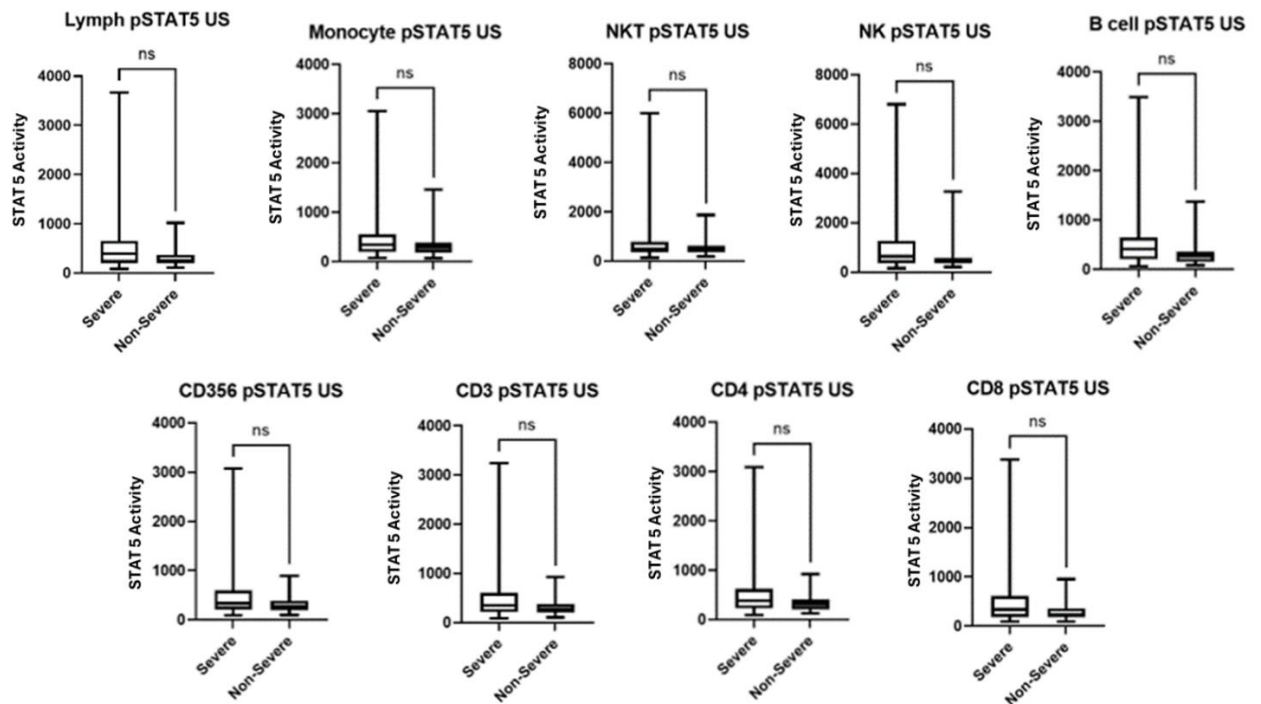 Lymph pSTAT5 US
ns
STAT 5 Activity
4000
3000
2000
1000
0
Severe
Non-Severe
Monocyte pSTAT5 US
ns
STAT 5 Activity
4000
3000
2000
1000
0
Severe
Non-Severe
NKT pSTAT5 US
ns
STAT 5 Activity
8000
6000
4000
2000
0
Severe
Non-Severe
NK pSTAT5 US
ns
STAT 5 Activity
8000
6000
4000
2000
0
Severe
Non-Severe
B cell pSTAT5 US
ns
STAT 5 Activity
4000
3000
2000
1000
0
Severe
Non-Severe
CD356 pSTAT5 US
ns
STAT 5 Activity
4000
3000
2000
1000
0
Severe
Non-Severe
CD3 pSTAT5 US
ns
STAT 5 Activity
4000
3000
2000
1000
0
Severe
Non-Severe
CD4 pSTAT5 US
ns
STAT 5 Activity
4000
3000
2000
1000
0
Severe
Non-Severe
CD8 pSTAT5 US
ns
STAT 5 Activity
4000
3000
2000
1000
0
Severe
Non-Severe